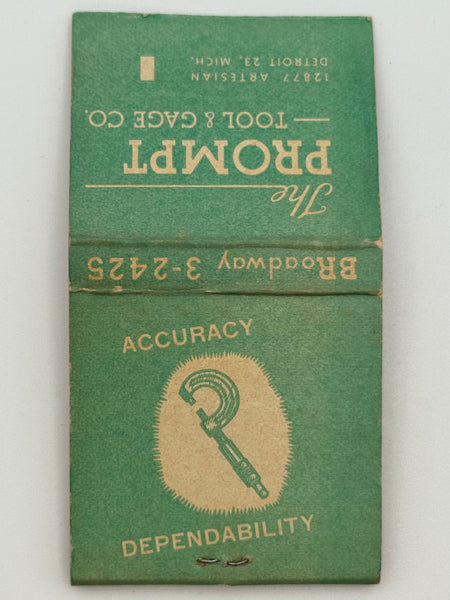 The
PROMPT
TOOL & GAGE CO.
12877 ARTESIAN
DETROIT 23, MICH.
BRoadway 3-2425
ACCURACY
DEPENDABILITY